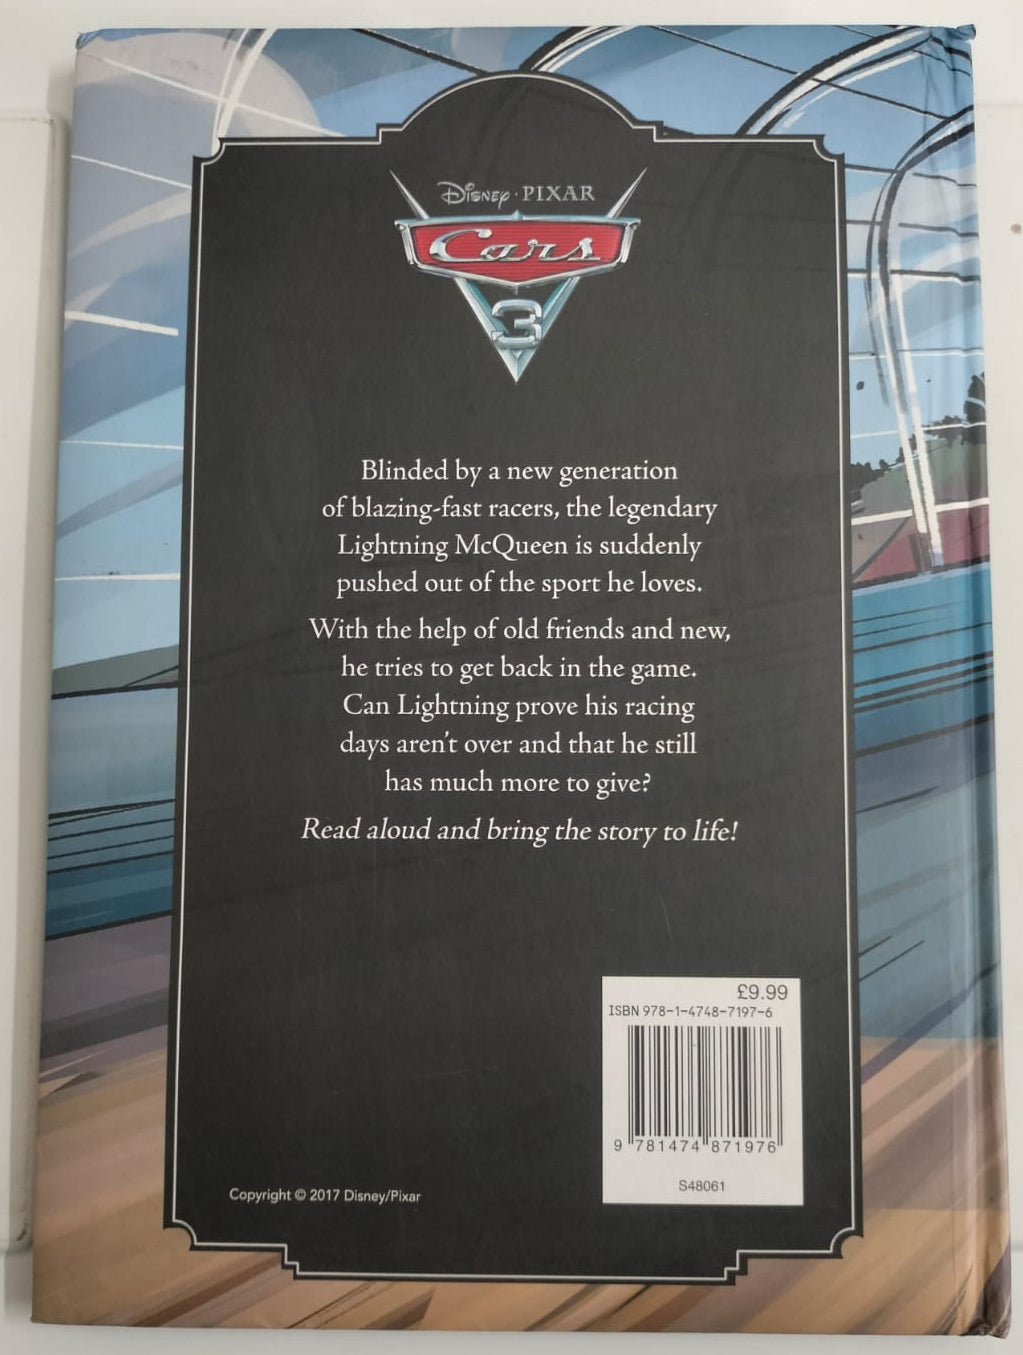 Disney · PIXAR
Cars
3
Blinded by a new generation
of blazing-fast racers, the legendary
Lightning McQueen is suddenly
pushed out of the sport he loves.
With the help of old friends and new,
he tries to get back in the game.
Can Lightning prove his racing
days aren't over and that he still
has much more to give?
Read aloud and bring the story to life!
£9.99
ISBN 978-1-4748-7197-6
9 781474 871976
S48061
Copyright © 2017 Disney/Pixar